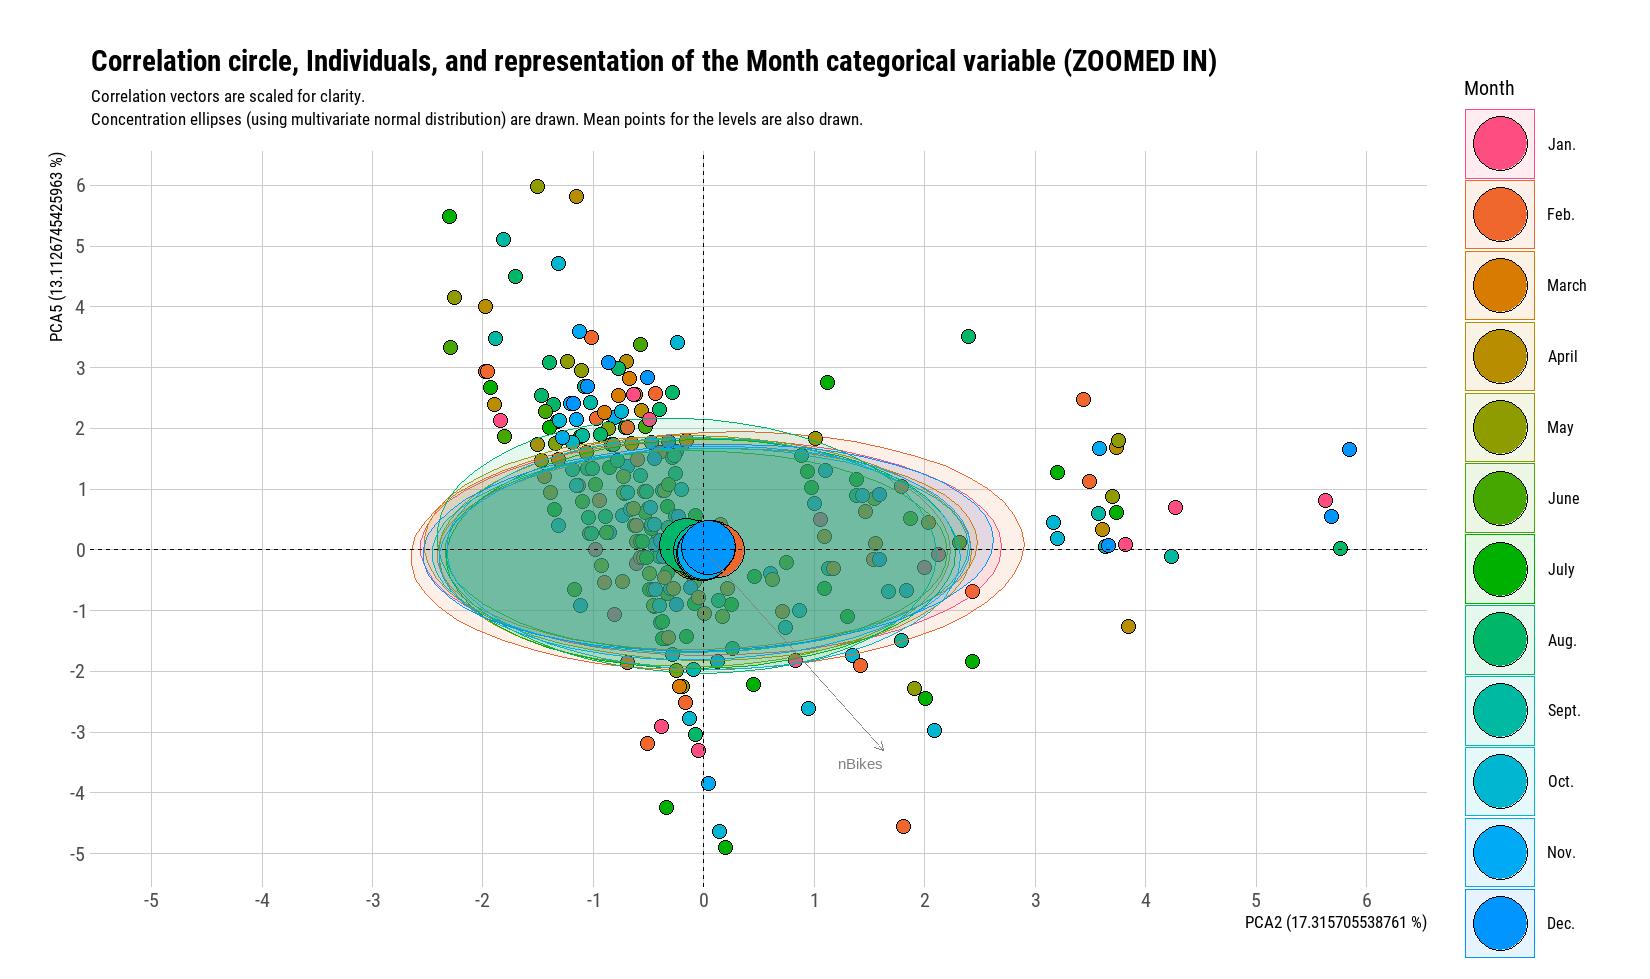 Correlation circle, Individuals, and representation of the Month categorical variable (ZOOMED IN)
Correlation vectors are scaled for clarity.
Concentration ellipses (using multivariate normal distribution) are drawn. Mean points for the levels are also drawn.
PCA5 (13.1126745425963 %)
6
5
4
3
2
1
0
-1
-2
-3
-4
-5
nBikes
-5
-4
-3
-2
-1
0
1
2
3
4
5
6
PCA2 (17.315705538761 %)
Month
Jan.
Feb.
March
April
May
June
July
Aug.
Sept.
Oct.
Nov.
Dec.